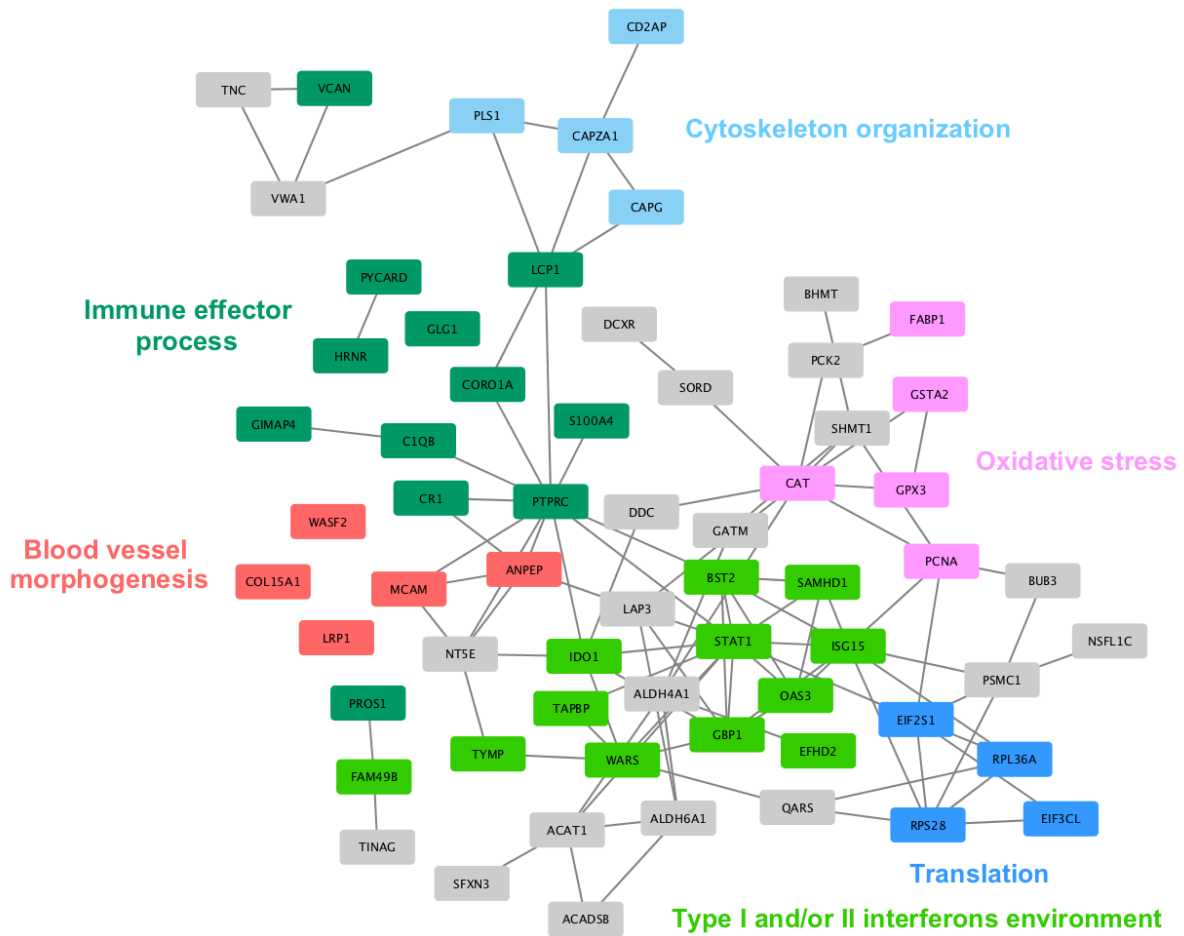 CD2AP
TNC
VCAN
PLS1
CAPZA1
Cytoskeleton organization
VWA1
CAPG
LCP1
PYCARD
BHMT
Immune effector
process
GLG1
DCXR
FABP1
HRNR
PCK2
CORO1A
SORD
GSTA2
GIMAP4
C1QB
S100A4
SHMT1
Oxidative stress
CR1
PTPRC
CAT
GPX3
WASF2
DDC
GATM
Blood vessel
morphogenesis
COL15A1
MCAM
ANPEP
BST2
SAMHD1
PCNA
BUB3
LRP1
LAP3
NT5E
IDO1
STAT1
ISG15
NSFL1C
PROS1
TAPBP
ALDH4A1
OAS3
PSMC1
EIF2S1
TYMP
WARS
GBP1
EFHD2
RPL36A
FAM49B
TINAG
ACAT1
ALDH6A1
QARS
RPS28
EIF3CL
SFXN3
Translation
ACADSB
Type I and/or II interferons environment